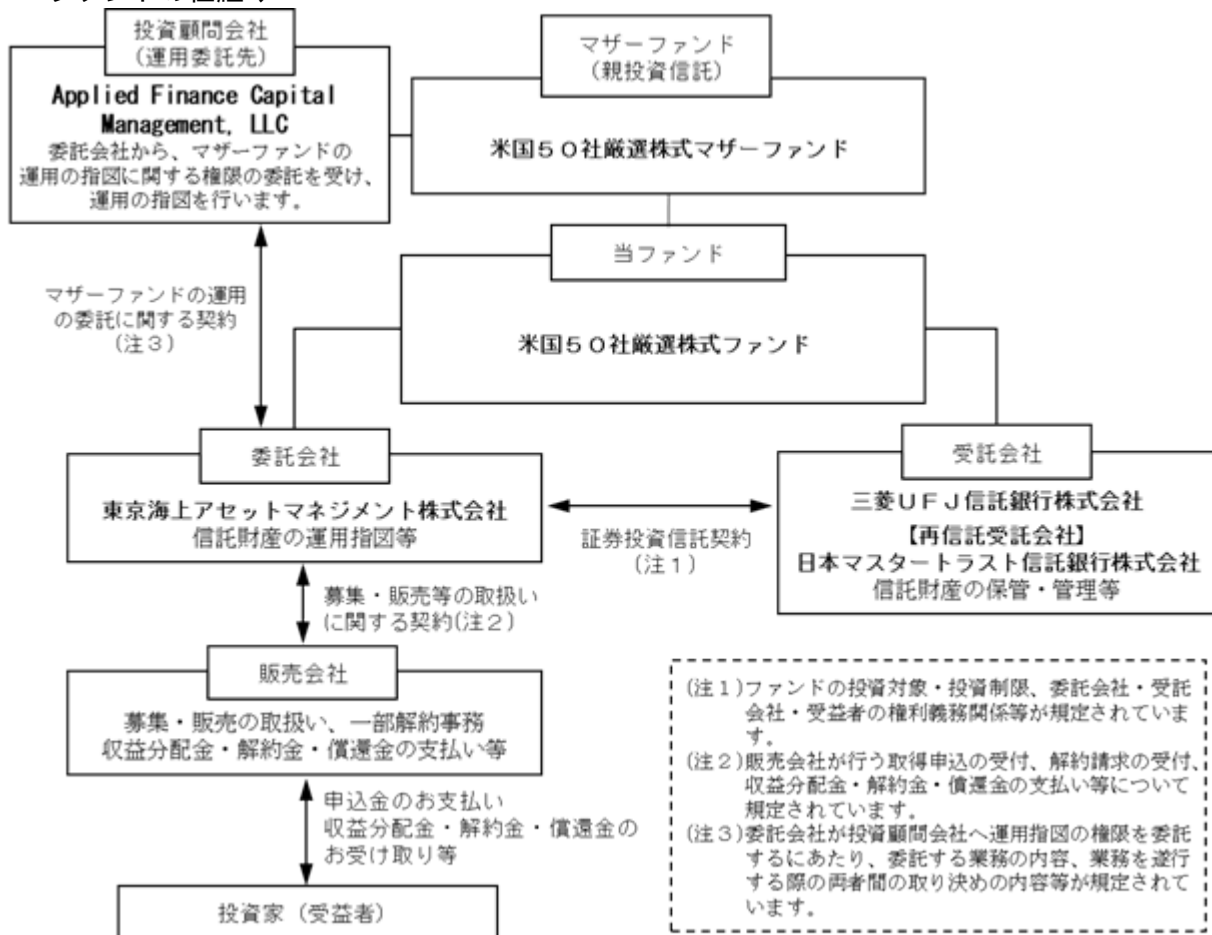 投資顧問会社
(運用委託先)
Applied Finance Capital
Management, LLC
委託会社から、マザーファンドの
運用の指図に関する権限の委託を受け、
運用の指図を行います。
マザーファンド
(親投資信託)
米国50社厳選株式マザーファンド
当ファンド
米国50社厳選株式ファンド
マザーファンドの運用
の委託に関する契約
(注3)
委託会社
東京海上アセットマネジメント株式会社
信託財産の運用指図等
証券投資信託契約
(注1)
受託会社
三菱UFJ信託銀行株式会社
【再信託受託会社】
日本マスタートラスト信託銀行株式会社
信託財産の保管・管理等
募集・販売等の取扱い
に関する契約(注2)
販売会社
募集・販売の取扱い、一部解約事務
収益分配金・解約金・償還金の支払い等
申込金のお支払い
収益分配金・解約金・償還金の
お受け取り等
投資家(受益者)
(注1)ファンドの投資対象・投資制限、委託会社・受託
会社・受益者の権利義務関係等が規定されていま
す。
(注2)販売会社が行う取得申込の受付、解約請求の受付、
収益分配金・解約金・償還金の支払い等について
規定されています。
(注3)委託会社が投資顧問会社へ運用指図の権限を委託
するにあたり、委託する業務の内容、業務を遂行
する際の両者間の取り決めの内容等が規定されて
います。